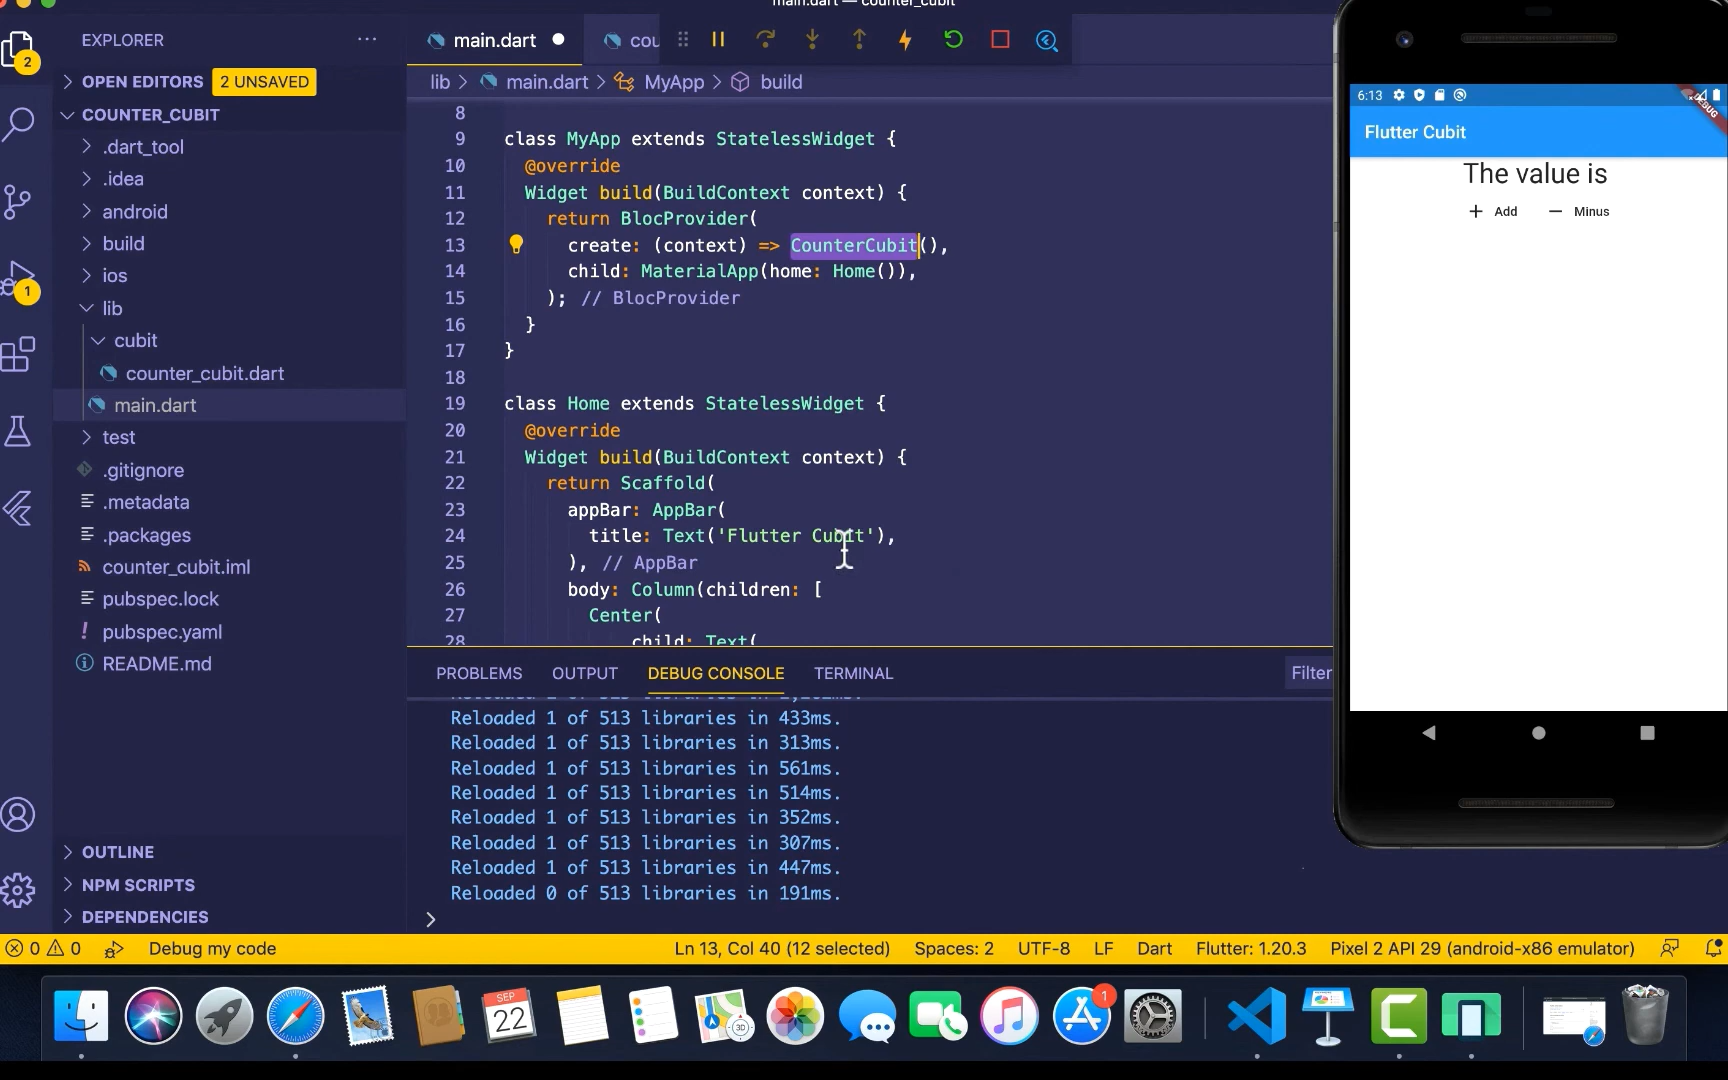 main.dart — counter_cubit
EXPLORER
2
OPEN EDITORS 2 UNSAVED
COUNTER_CUBIT
.dart_tool
.idea
android
build
ios
1
lib
cubit
counter_cubit.dart
main.dart
test
.gitignore
.metadata
.packages
counter_cubit.iml
pubspec.lock
! pubspec.yaml
README.md
OUTLINE
NPM SCRIPTS
DEPENDENCIES
main.dart
cou
lib > main.dart > MyApp > build
8
9 class MyApp extends StatelessWidget {
10 @override
11 Widget build(BuildContext context) {
12 return BlocProvider(
13 create: (context) => CounterCubit(),
14 child: MaterialApp(home: Home()),
15 ); // BlocProvider
16 }
17 }
18
19 class Home extends StatelessWidget {
20 @override
21 Widget build(BuildContext context) {
22 return Scaffold(
23 appBar: AppBar(
24 title: Text('Flutter Cubit'),
25 ), // AppBar
26 body: Column(children: [
27 Center(
28 child: Text(
PROBLEMS OUTPUT DEBUG CONSOLE TERMINAL Filter
Reloaded 1 of 513 libraries in 433ms.
Reloaded 1 of 513 libraries in 313ms.
Reloaded 1 of 513 libraries in 561ms.
Reloaded 1 of 513 libraries in 514ms.
Reloaded 1 of 513 libraries in 352ms.
Reloaded 1 of 513 libraries in 307ms.
Reloaded 1 of 513 libraries in 447ms.
Reloaded 0 of 513 libraries in 191ms.
>
6:13
DEBUG
Flutter Cubit
The value is
+ Add — Minus
0 0 Debug my code Ln 13, Col 40 (12 selected) Spaces: 2 UTF-8 LF Dart Flutter: 1.20.3 Pixel 2 API 29 (android-x86 emulator)
SEP
22
3D
1